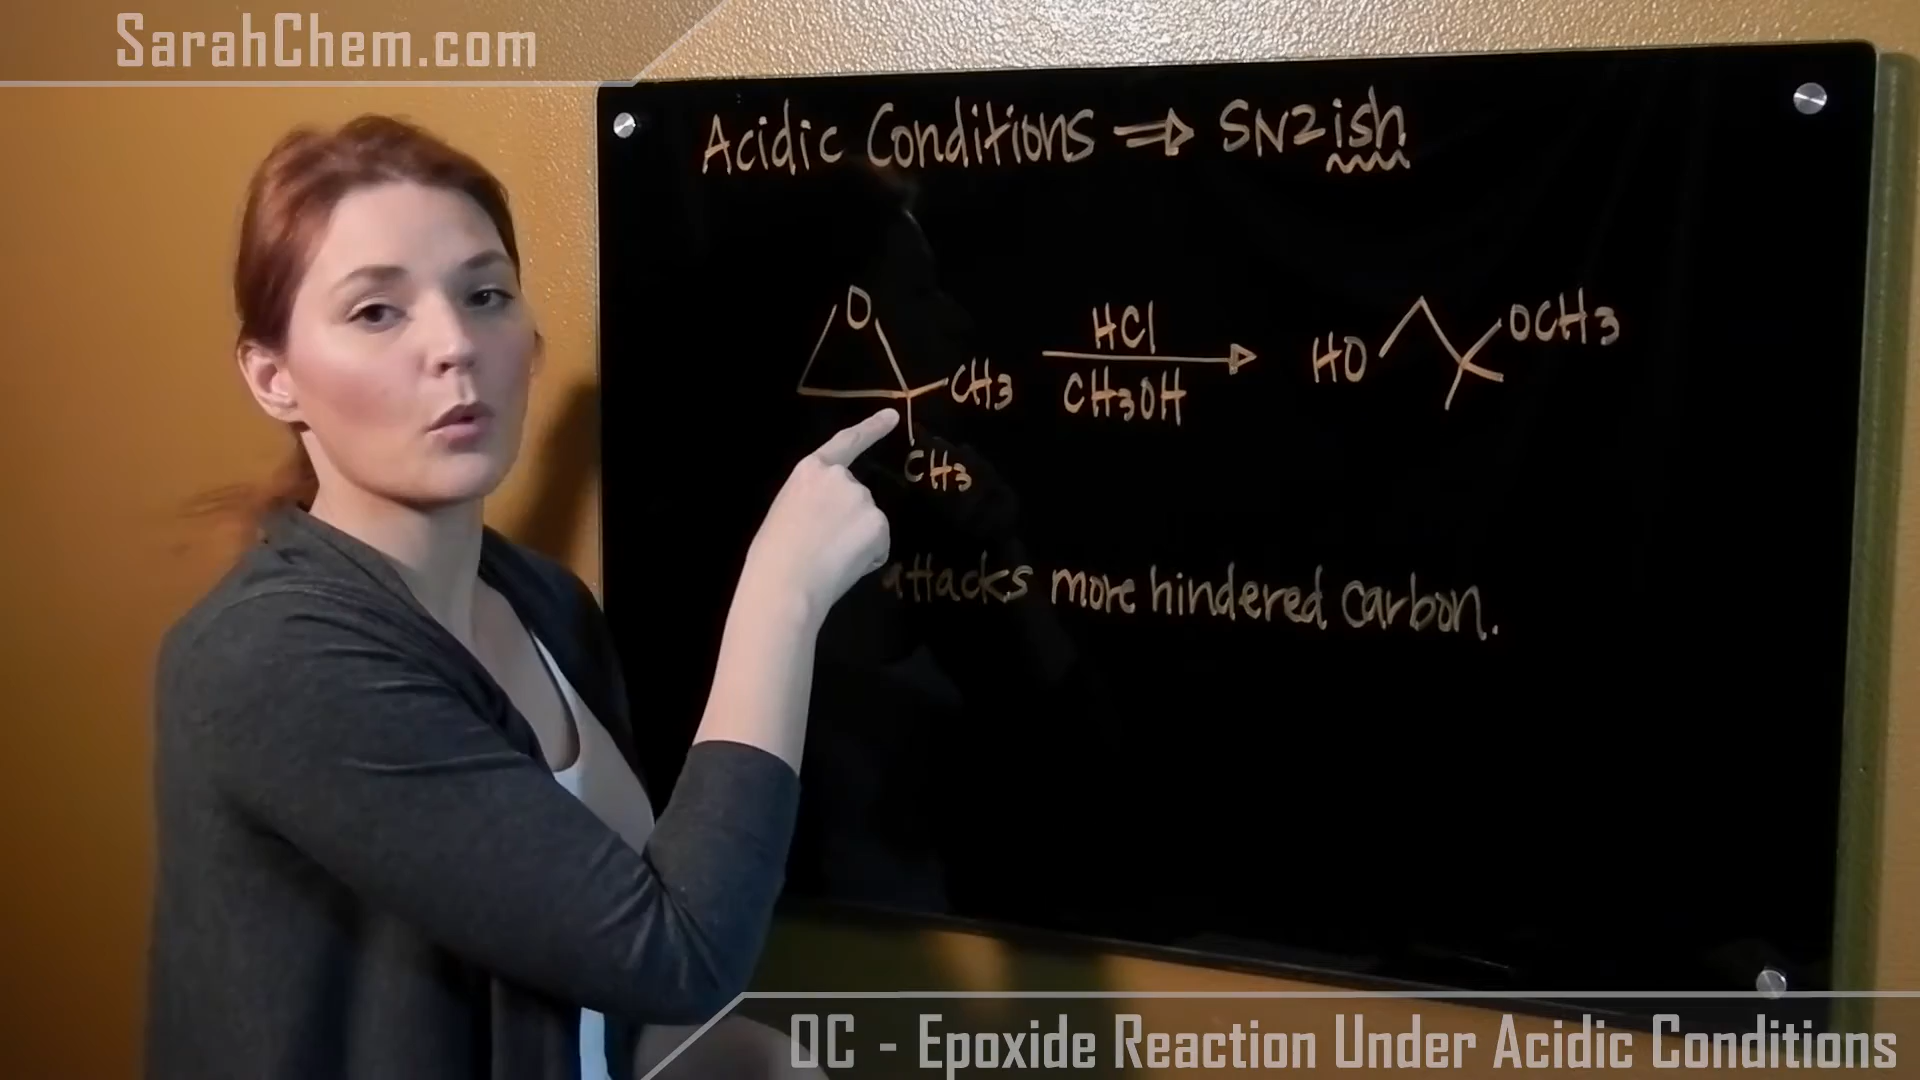 SarahChem.com
Acidic Conditions ⇒ SN2ish
O
CH3
CH3
HCl
CH3OH
HO
OCH3
attacks more hindered carbon.
OC - Epoxide Reaction Under Acidic Conditions